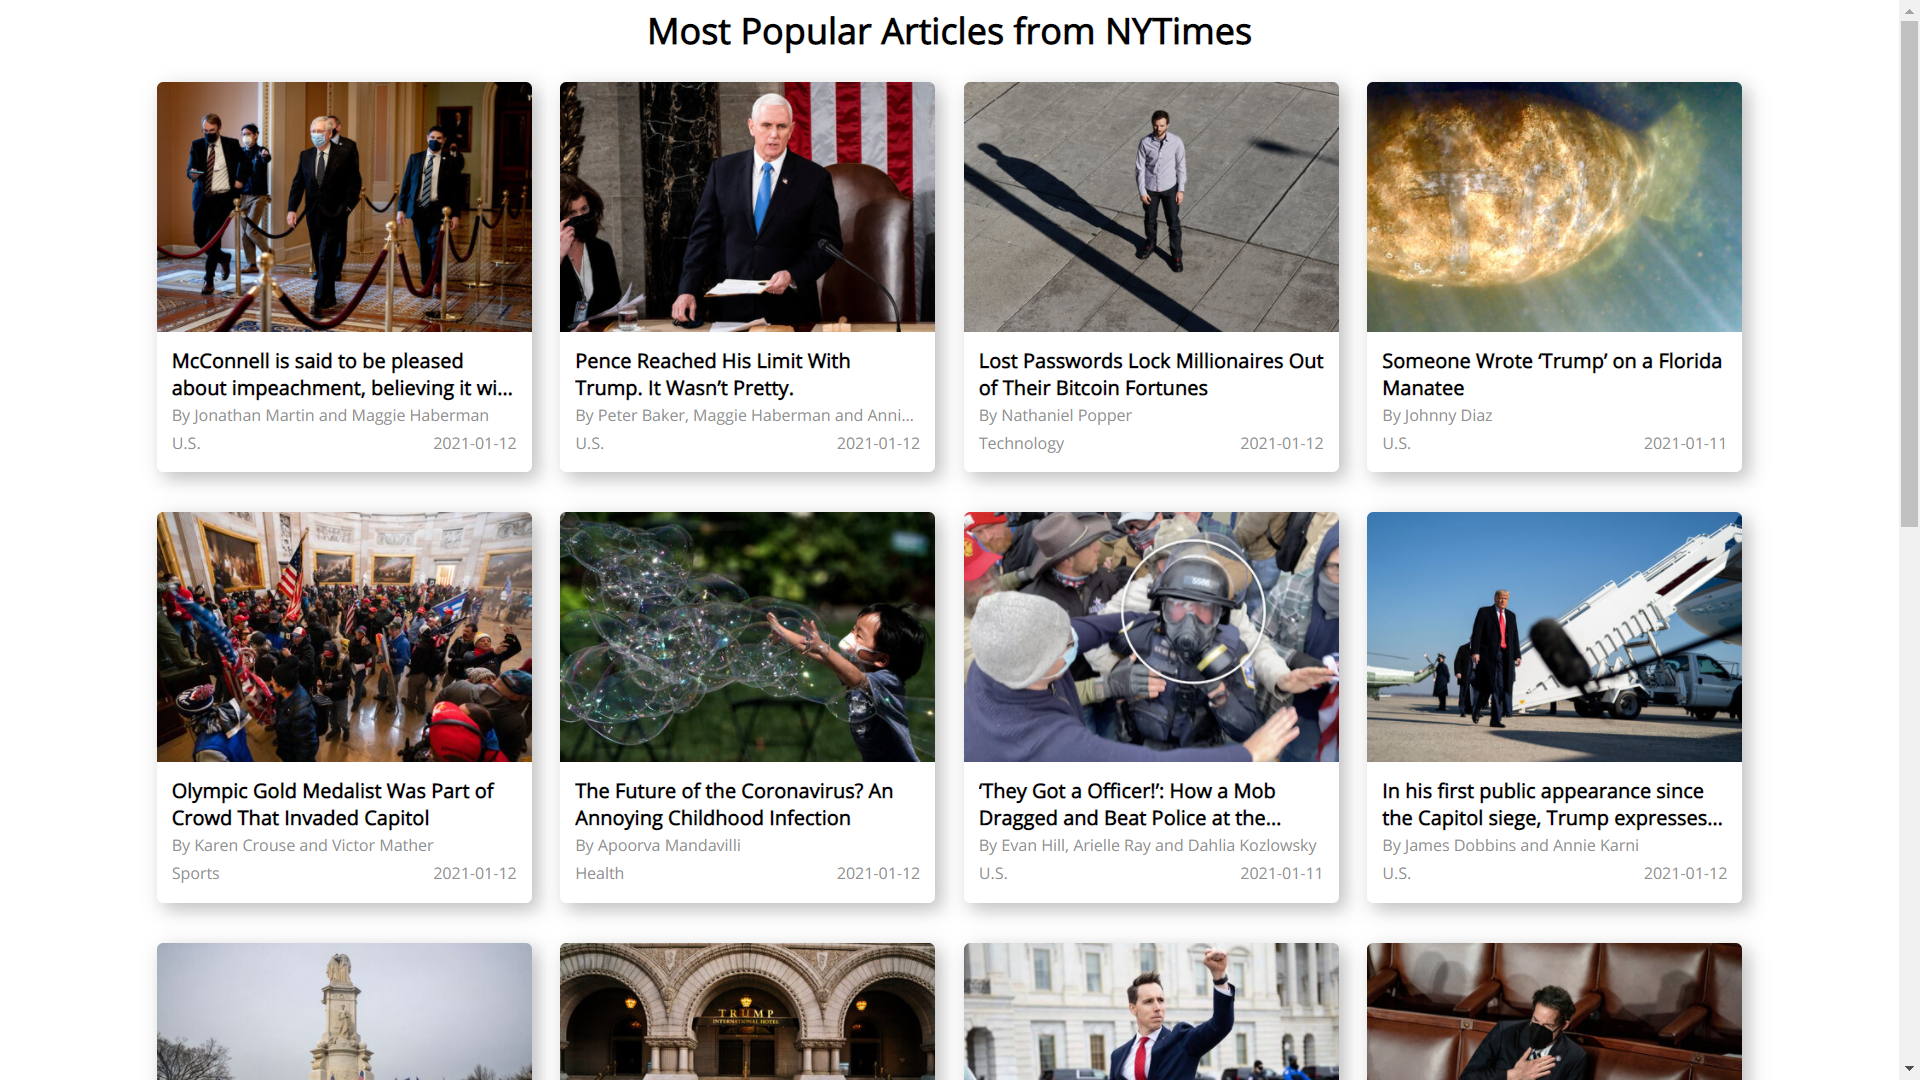 Most Popular Articles from NYTimes
McConnell is said to be pleased
about impeachment, believing it wi...
By Jonathan Martin and Maggie Haberman
U.S. 2021-01-12
Pence Reached His Limit With
Trump. It Wasn’t Pretty.
By Peter Baker, Maggie Haberman and Anni...
U.S. 2021-01-12
Lost Passwords Lock Millionaires Out
of Their Bitcoin Fortunes
By Nathaniel Popper
Technology 2021-01-12
Someone Wrote ‘Trump’ on a Florida
Manatee
By Johnny Diaz
U.S. 2021-01-11
5566
Olympic Gold Medalist Was Part of
Crowd That Invaded Capitol
By Karen Crouse and Victor Mather
Sports 2021-01-12
The Future of the Coronavirus? An
Annoying Childhood Infection
By Apoorva Mandavilli
Health 2021-01-12
‘They Got a Officer!’: How a Mob
Dragged and Beat Police at the...
By Evan Hill, Arielle Ray and Dahlia Kozlowsky
U.S. 2021-01-11
In his first public appearance since
the Capitol siege, Trump expresses...
By James Dobbins and Annie Karni
U.S. 2021-01-12
TRUMP
INTERNATIONAL HOTEL